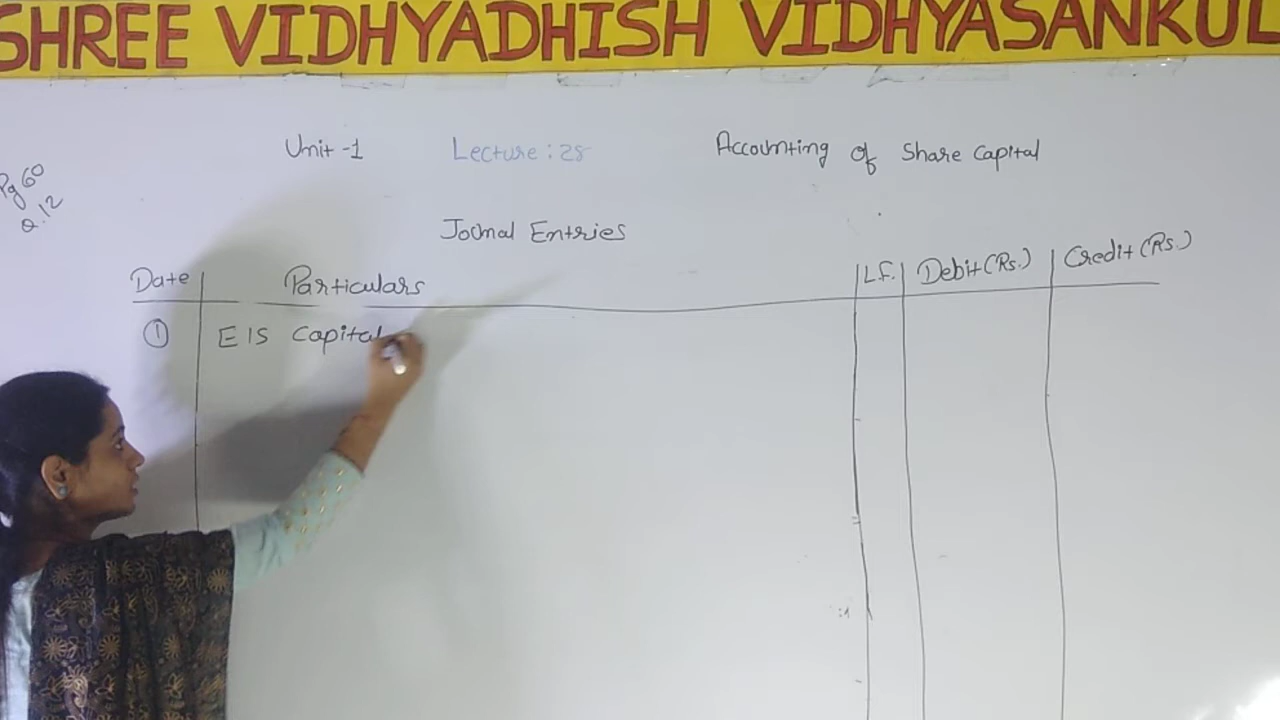 SHREE VIDHYADHISH VIDHYASANKUL
Unit-1 Lecture: 28 Accounting of Share Capital
Pg 60
Q.12
Journal Entries
Date Particulars L.F. Debit (Rs.) Credit (Rs.)
① E/S Capital